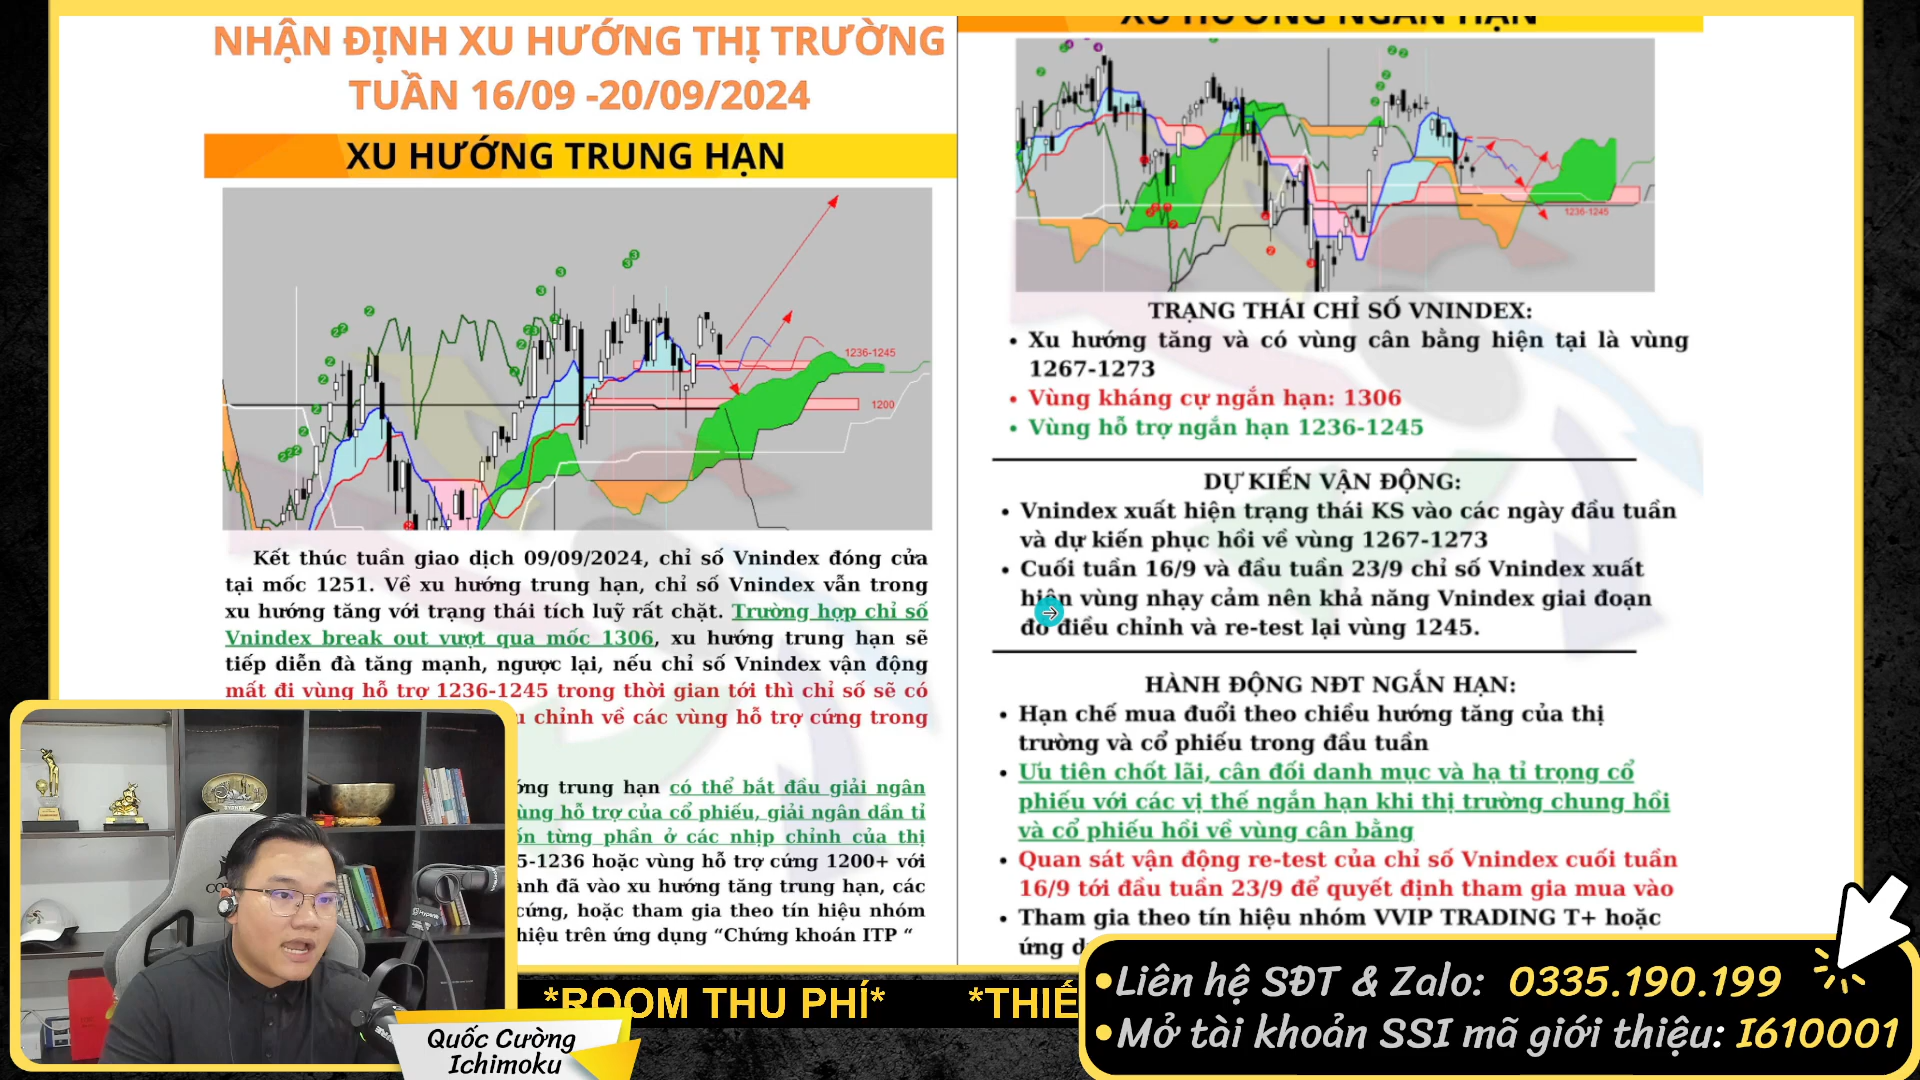 NHẬN ĐỊNH XU HƯỚNG THỊ TRƯỜNG
TUẦN 16/09 -20/09/2024
XU HƯỚNG TRUNG HẠN
1236-1245
1200
Kết thúc tuần giao dịch 09/09/2024, chỉ số Vnindex đóng cửa
tại mốc 1251. Về xu hướng trung hạn, chỉ số Vnindex vẫn trong
xu hướng tăng với trạng thái tích luỹ rất chặt. Trường hợp chỉ số
Vnindex break out vượt qua mốc 1306, xu hướng trung hạn sẽ
tiếp diễn đà tăng mạnh, ngược lại, nếu chỉ số Vnindex vận động
mất đi vùng hỗ trợ 1236-1245 trong thời gian tới thì chỉ số sẽ có
chỉnh về các vùng hỗ trợ cứng trong
trung hạn có thể bắt đầu giải ngân
hỗ trợ của cổ phiếu, giải ngân dần tỉ
từng phần ở các nhịp chỉnh của thị
5-1236 hoặc vùng hỗ trợ cứng 1200+ với
đã vào xu hướng tăng trung hạn, các
cứng, hoặc tham gia theo tín hiệu nhóm
hiệu trên ứng dụng “Chứng khoán ITP “
XU HƯỚNG NGẮN HẠN
1236-1245
TRẠNG THÁI CHỈ SỐ VNINDEX:
• Xu hướng tăng và có vùng cân bằng hiện tại là vùng
1267-1273
• Vùng kháng cự ngắn hạn: 1306
• Vùng hỗ trợ ngắn hạn 1236-1245
DỰ KIẾN VẬN ĐỘNG:
• Vnindex xuất hiện trạng thái KS vào các ngày đầu tuần
và dự kiến phục hồi về vùng 1267-1273
• Cuối tuần 16/9 và đầu tuần 23/9 chỉ số Vnindex xuất
hiện vùng nhạy cảm nên khả năng Vnindex giai đoạn
đó điều chỉnh và re-test lại vùng 1245.
HÀNH ĐỘNG NĐT NGẮN HẠN:
• Hạn chế mua đuổi theo chiều hướng tăng của thị
trường và cổ phiếu trong đầu tuần
• Ưu tiên chốt lãi, cân đối danh mục và hạ tỉ trọng cổ
phiếu với các vị thế ngắn hạn khi thị trường chung hồi
và cổ phiếu hồi về vùng cân bằng
• Quan sát vận động re-test của chỉ số Vnindex cuối tuần
16/9 tới đầu tuần 23/9 để quyết định tham gia mua vào
• Tham gia theo tín hiệu nhóm VVIP TRADING T+ hoặc
ứng
*ROOM THU PHÍ* *THIẾ
Quốc Cường
Ichimoku
•Liên hệ SĐT & Zalo: 0335.190.199
•Mở tài khoản SSI mã giới thiệu: I610001